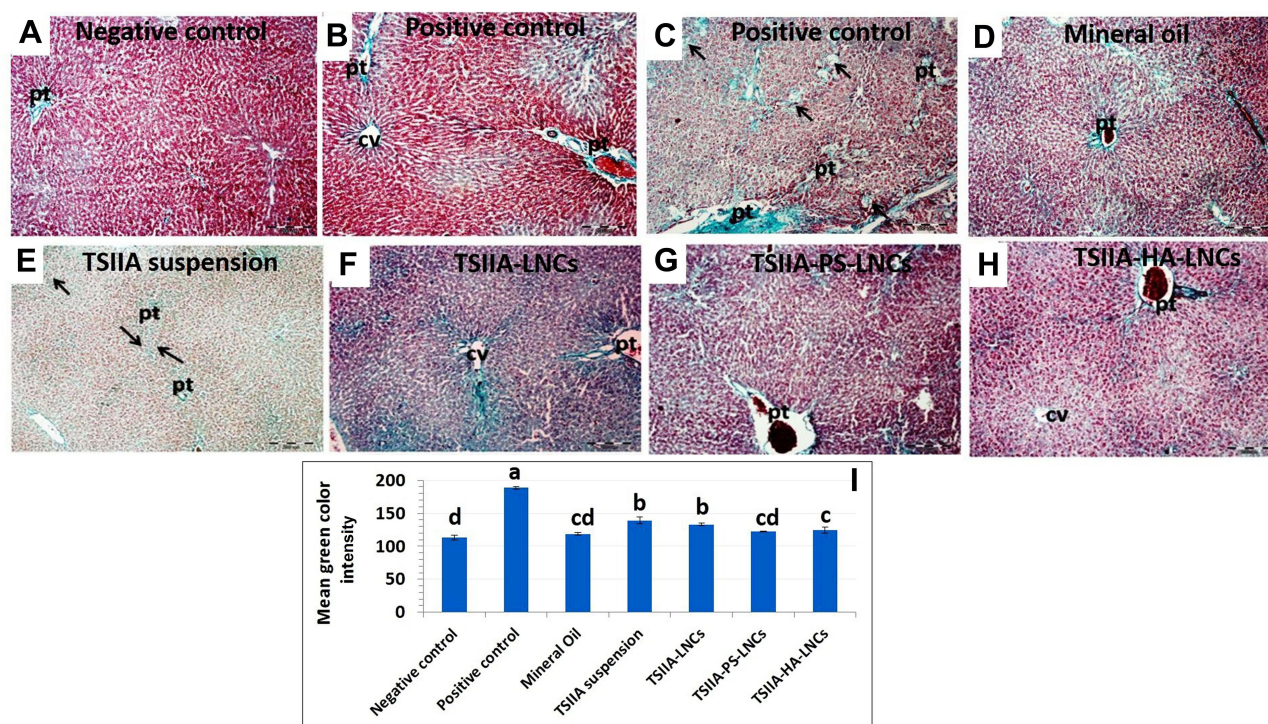 A Negative control
pt
B Positive control
pt
cv
pt
C Positive control
pt
pt
pt
D Mineral oil
pt
E TSIIA suspension
pt
pt
F TSIIA-LNCs
cv
pt
G TSIIA-PS-LNCs
pt
H TSIIA-HA-LNCs
pt
cv
I
Mean green color
intensity
200
150
100
50
0
d
a
cd
b
b
cd
c
Negative control
Positive control
Mineral Oil
TSIIA suspension
TSIIA-LNCs
TSIIA-PS-LNCs
TSIIA-HA-LNCs